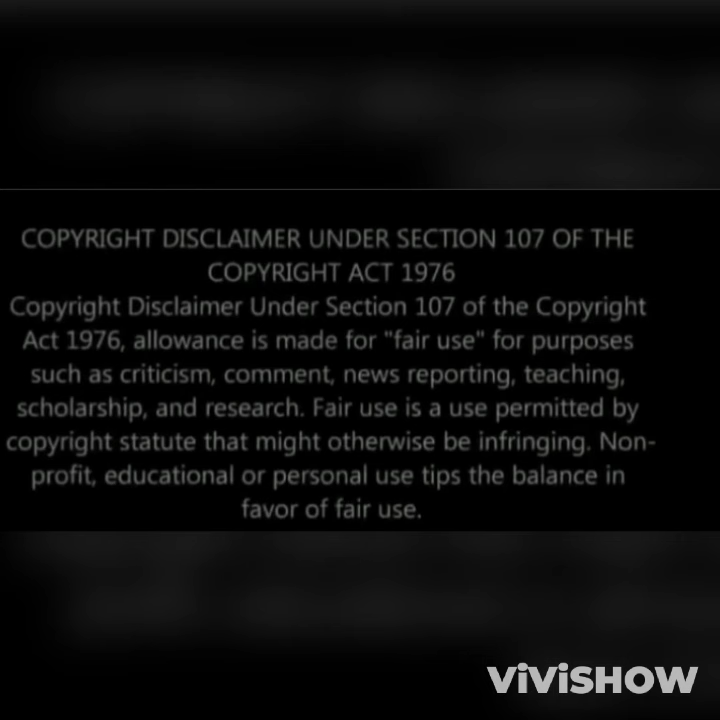 COPYRIGHT DISCLAIMER UNDER SECTION 107 OF THE
COPYRIGHT ACT 1976
Copyright Disclaimer Under Section 107 of the Copyright
Act 1976, allowance is made for "fair use" for purposes
such as criticism, comment, news reporting, teaching,
scholarship, and research. Fair use is a use permitted by
copyright statute that might otherwise be infringing. Non-
profit, educational or personal use tips the balance in
favor of fair use.
ViViSHOW